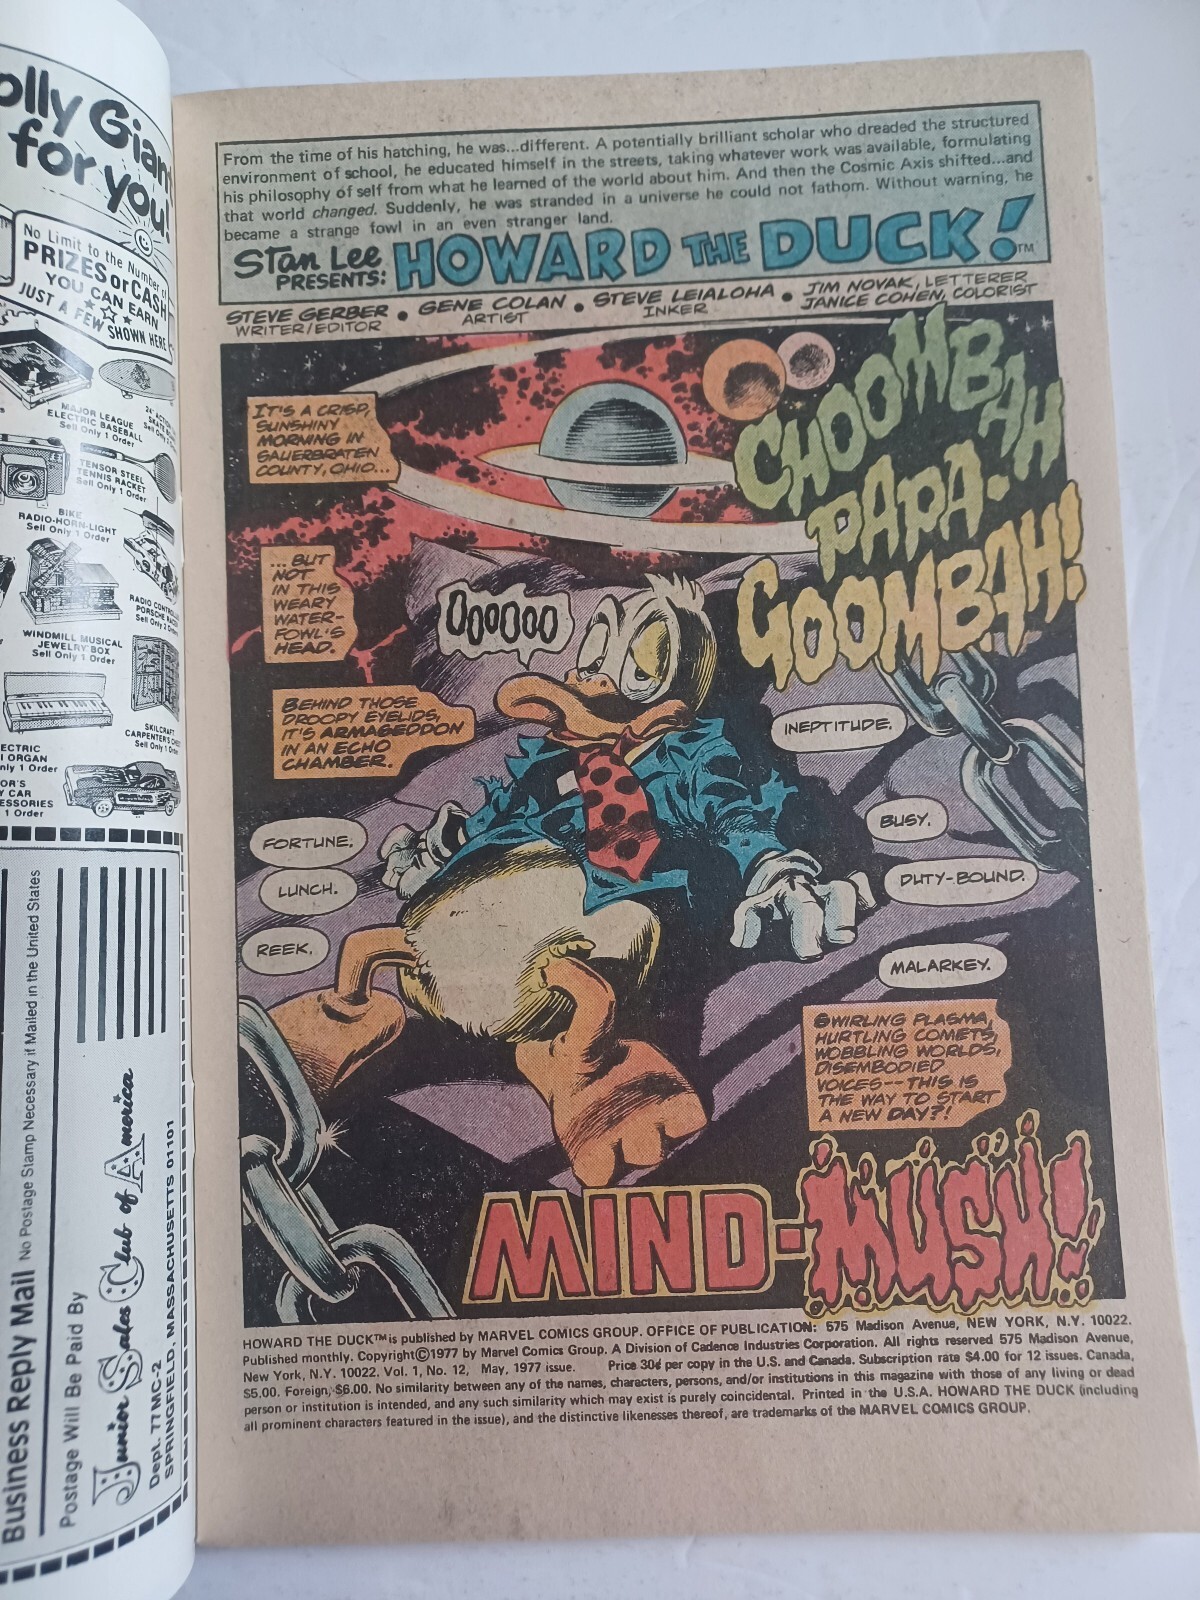 olly Giant
for you!
No Limit to the Number of
PRIZES or CASH
YOU CAN EARN
JUST A FEW SHOWN HERE
MAJOR LEAGUE
ELECTRIC BASEBALL
Sell Only 1 Order
TENSOR STEEL
TENNIS RACKET
Sell Only 1 Order
BIKE
RADIO-HORN-LIGHT
Sell Only 1 Order
RADIO CONTROL
PORSCHE
WINDMILL MUSICAL
JEWELRY BOX
Sell Only 1 Order
SKILCRAFT
CARPENTER'S
Sell Only 1
ECTRIC
ORGAN
nly 1 Order
OR'S
Y CAR
ESSORIES
1 Order
Business Reply Mail No Postage Stamp Necessary if Mailed in the United States
Postage Will Be Paid By
Junior Sales Club of America
Dept. 77MC-2
SPRINGFIELD, MASSACHUSETTS 01101
From the time of his hatching, he was...different. A potentially brilliant scholar who dreaded the structured
environment of school, he educated himself in the streets, taking whatever work was available, formulating
his philosophy of self from what he learned of the world about him. And then the Cosmic Axis shifted...and
that world changed. Suddenly, he was stranded in a universe he could not fathom. Without warning, he
became a strange fowl in an even stranger land.
Stan Lee
PRESENTS: HOWARD THE DUCK! TM
STEVE GERBER • GENE COLAN • STEVE LEIALOHA • JIM NOVAK, LETTERER
WRITER/EDITOR ARTIST INKER JANICE COHEN, COLORIST
IT'S A CRISP,
SUNSHINY
MORNING IN
SAUERBRATEN
COUNTY, OHIO...
CHOOMBAH
PAPA-
GOOMBAH!
...BUT
NOT
IN THIS
WEARY
WATER-
FOWL'S
HEAD.
OOOOOO
BEHIND THOSE
DROOPY EYELIDS,
IT'S ARMAGEDDON
IN AN ECHO
CHAMBER.
INEPTITUDE.
FORTUNE.
BUSY.
LUNCH.
DUTY-BOUND.
REEK.
MALARKEY.
SWIRLING PLASMA,
HURTLING COMETS,
WOBBLING WORLDS,
DISEMBODIED
VOICES--THIS IS
THE WAY TO START
A NEW DAY?!
MIND-MUSH!
HOWARD THE DUCK™ is published by MARVEL COMICS GROUP. OFFICE OF PUBLICATION: 575 Madison Avenue, NEW YORK, N.Y. 10022.
Published monthly. Copyright©1977 by Marvel Comics Group. A Division of Cadence Industries Corporation. All rights reserved 575 Madison Avenue,
New York, N.Y. 10022. Vol. 1, No. 12, May, 1977 issue. Price 30¢ per copy in the U.S. and Canada. Subscription rate $4.00 for 12 issues. Canada,
$5.00. Foreign, $6.00. No similarity between any of the names, characters, persons, and/or institutions in this magazine with those of any living or dead
person or institution is intended, and any such similarity which may exist is purely coincidental. Printed in the U.S.A. HOWARD THE DUCK (including
all prominent characters featured in the issue), and the distinctive likenesses thereof, are trademarks of the MARVEL COMICS GROUP.